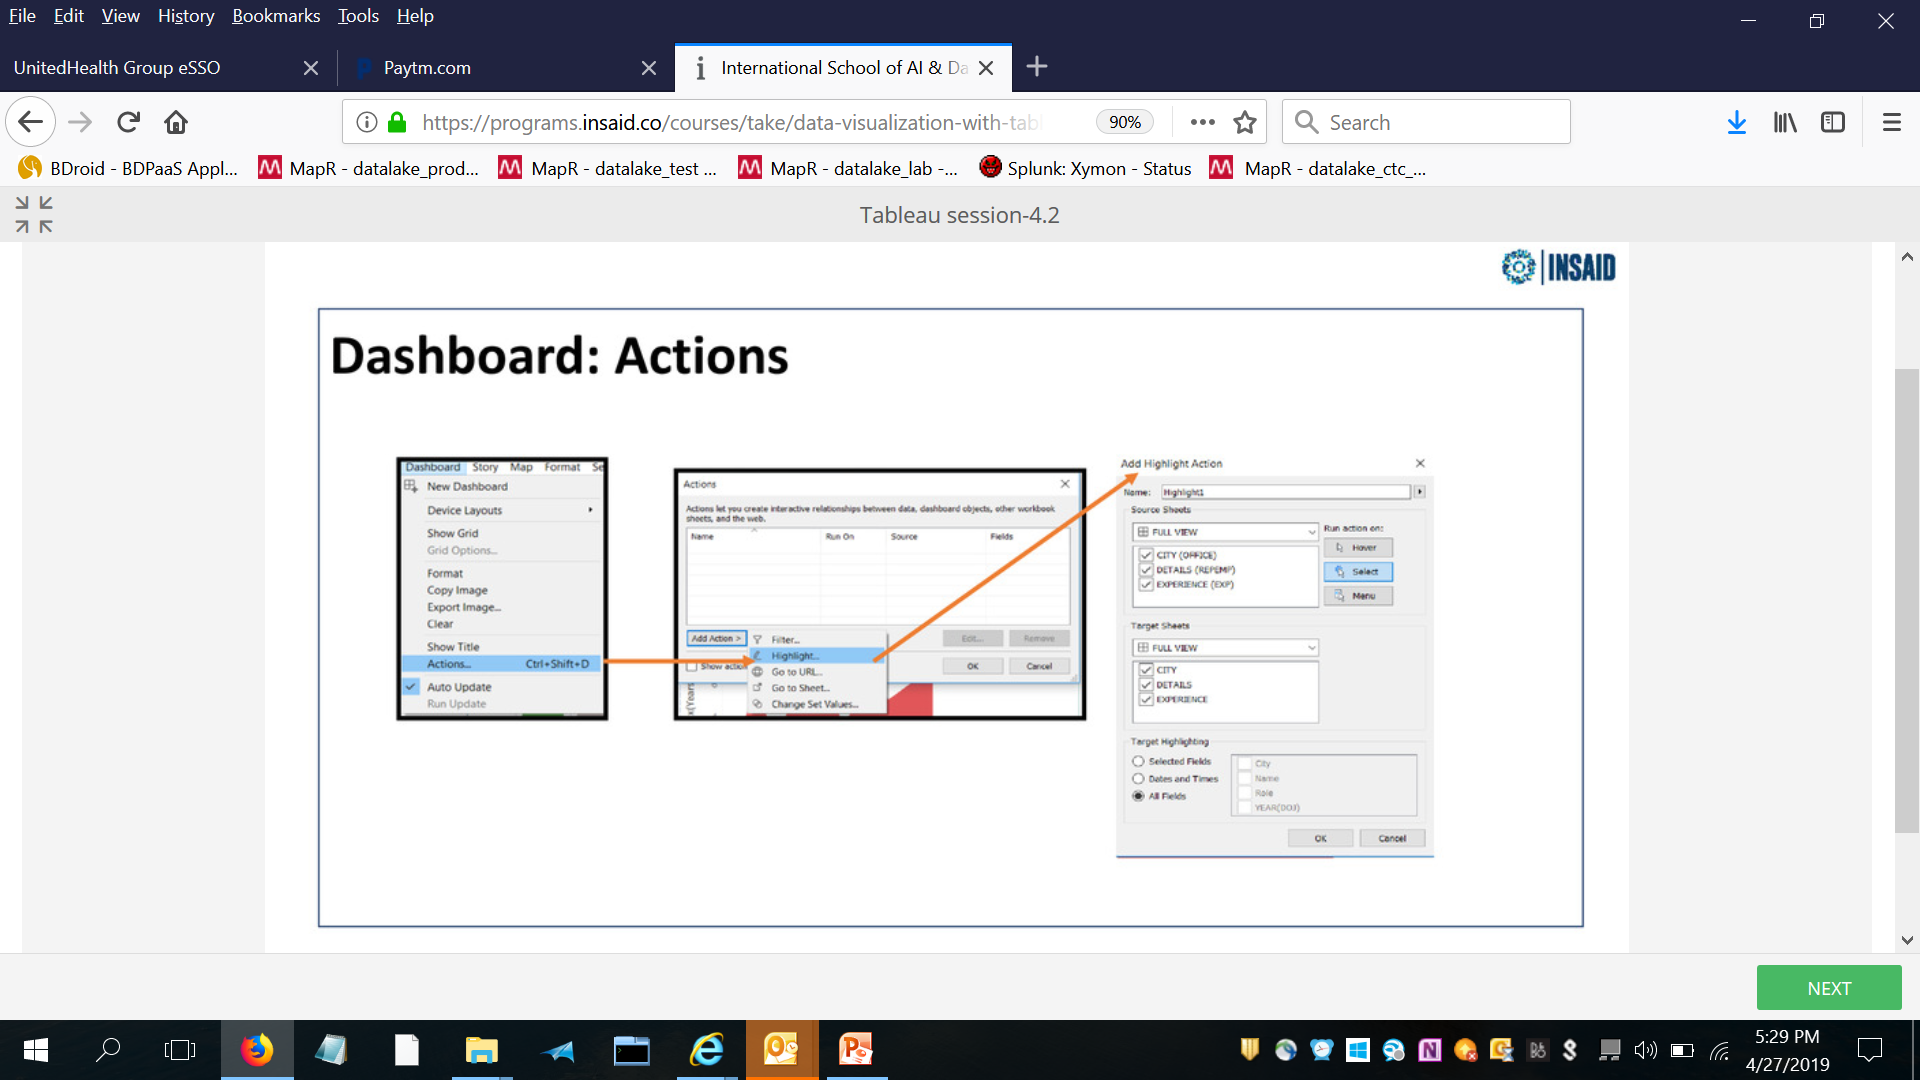 File Edit View History Bookmarks Tools Help
UnitedHealth Group eSSO
Paytm.com
International School of AI & Da
https://programs.insaid.co/courses/take/data-visualization-with-tabl
90%
Search
BDroid - BDPaaS Appl...
MapR - datalake_prod...
MapR - datalake_test ...
MapR - datalake_lab -...
Splunk: Xymon - Status
MapR - datalake_ctc_...
Tableau session-4.2
INSAID
Dashboard: Actions
Dashboard Story Map Format Se
New Dashboard
Device Layouts
Show Grid
Grid Options...
Format
Copy Image
Export Image...
Clear
Show Title
Actions... Ctrl+Shift+D
Auto Update
Run Update
Actions
Actions let you create interactive relationships between data, dashboard objects, other workbook
sheets, and the web.
Name Run On Source Fields
Add Action > Edit... Remove
Show action
OK Cancel
Filter...
Highlight...
Go to URL...
Go to Sheet...
Change Set Values...
x(Years
0
Add Highlight Action
Name: Highlight1
Source Sheets
FULL VIEW
Run action on:
CITY (OFFICE)
DETAILS (REPEMP)
EXPERIENCE (EXP)
Hover
Select
Menu
Target Sheets
FULL VIEW
CITY
DETAILS
EXPERIENCE
Target Highlighting
Selected Fields
Dates and Times
All Fields
City
Name
Role
YEAR(DOJ)
OK Cancel
NEXT
5:29 PM
4/27/2019